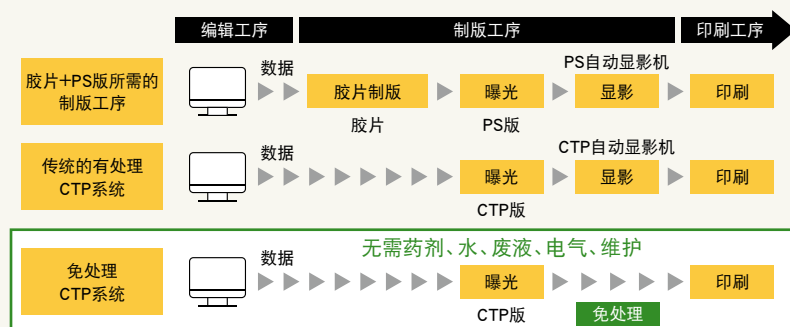 编辑工序 制版工序 印刷工序
胶片+PS版所需的
制版工序
数据
PS自动显影机
胶片制版 曝光 显影 印刷
胶片 PS版
传统的有处理
CTP系统
数据
CTP自动显影机
曝光 显影 印刷
CTP版
免处理
CTP系统
数据
无需药剂、水、废液、电气、维护
曝光 印刷
CTP版 免处理